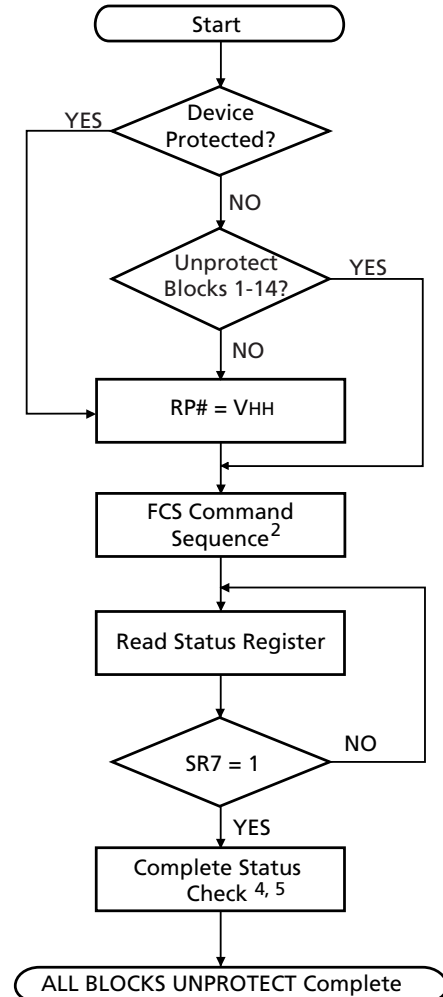 Start
Device
Protected?
YES
NO
Unprotect
Blocks 1-14?
YES
NO
RP# = VHH
FCS Command
Sequence2
Read Status Register
SR7 = 1
NO
YES
Complete Status
Check 4, 5
ALL BLOCKS UNPROTECT Complete